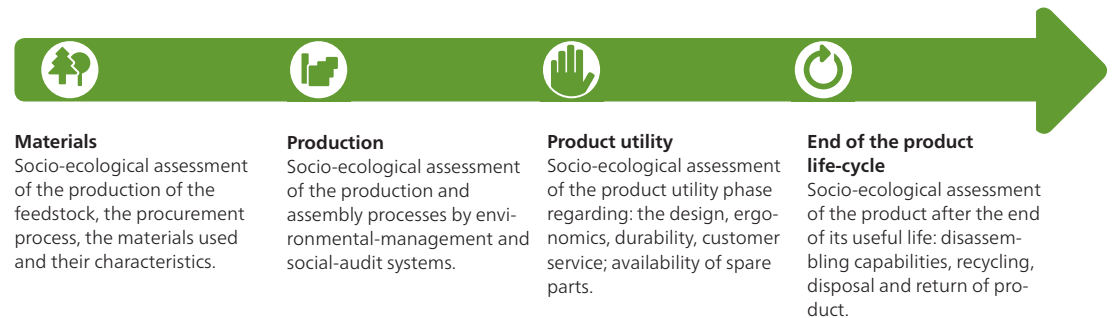 Materials
Socio-ecological assessment
of the production of the
feedstock, the procurement
process, the materials used
and their characteristics.
Production
Socio-ecological assessment
of the production and
assembly processes by envi-
ronmental-management and
social-audit systems.
Product utility
Socio-ecological assessment
of the product utility phase
regarding: the design, ergo-
nomics, durability, customer
service; availability of spare
parts.
End of the product
life-cycle
Socio-ecological assessment
of the product after the end
of its useful life: disassem-
bling capabilities, recycling,
disposal and return of pro-
duct.